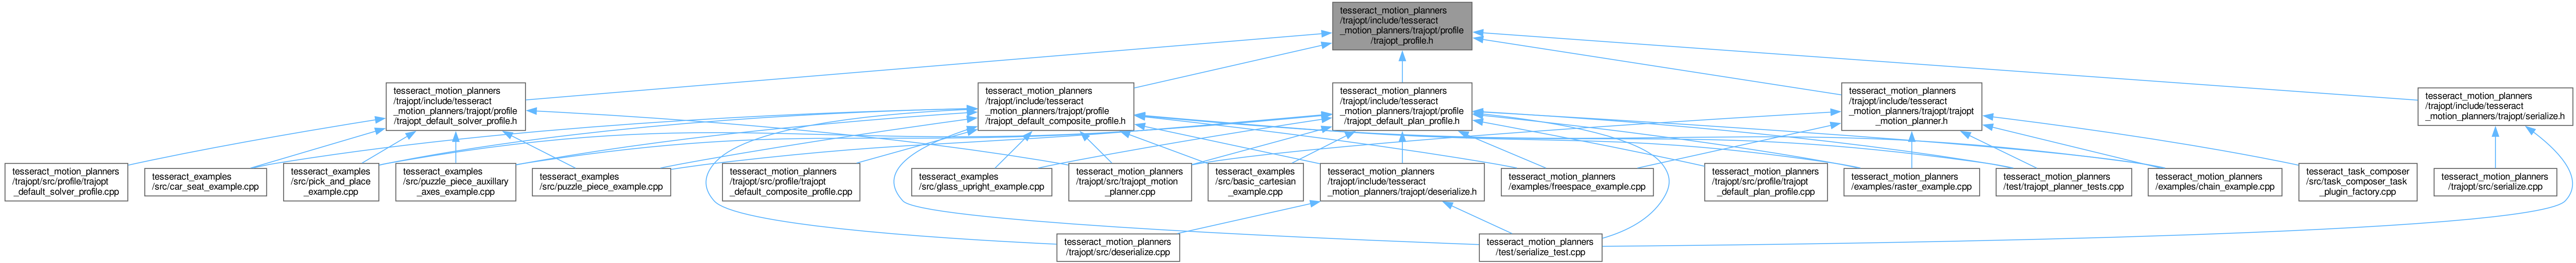 tesseract_motion_planners
/trajopt/include/tesseract
_motion_planners/trajopt/profile
/trajopt_profile.h
tesseract_motion_planners
/trajopt/include/tesseract
_motion_planners/trajopt/profile
/trajopt_default_solver_profile.h
tesseract_motion_planners
/trajopt/include/tesseract
_motion_planners/trajopt/profile
/trajopt_default_composite_profile.h
tesseract_motion_planners
/trajopt/include/tesseract
_motion_planners/trajopt/profile
/trajopt_default_plan_profile.h
tesseract_motion_planners
/trajopt/include/tesseract
_motion_planners/trajopt/trajopt
_motion_planner.h
tesseract_motion_planners
/trajopt/include/tesseract
_motion_planners/trajopt/serialize.h
tesseract_motion_planners
/trajopt/src/profile/trajopt
_default_solver_profile.cpp
tesseract_examples
/src/car_seat_example.cpp
tesseract_examples
/src/pick_and_place
_example.cpp
tesseract_examples
/src/puzzle_piece_auxillary
_axes_example.cpp
tesseract_examples
/src/puzzle_piece_example.cpp
tesseract_motion_planners
/trajopt/src/profile/trajopt
_default_composite_profile.cpp
tesseract_examples
/src/glass_upright_example.cpp
tesseract_motion_planners
/trajopt/src/trajopt_motion
_planner.cpp
tesseract_examples
/src/basic_cartesian
_example.cpp
tesseract_motion_planners
/trajopt/include/tesseract
_motion_planners/trajopt/deserialize.h
tesseract_motion_planners
/examples/freespace_example.cpp
tesseract_motion_planners
/trajopt/src/profile/trajopt
_default_plan_profile.cpp
tesseract_motion_planners
/examples/raster_example.cpp
tesseract_motion_planners
/test/trajopt_planner_tests.cpp
tesseract_motion_planners
/examples/chain_example.cpp
tesseract_task_composer
/src/task_composer_task
_plugin_factory.cpp
tesseract_motion_planners
/trajopt/src/serialize.cpp
tesseract_motion_planners
/trajopt/src/deserialize.cpp
tesseract_motion_planners
/test/serialize_test.cpp